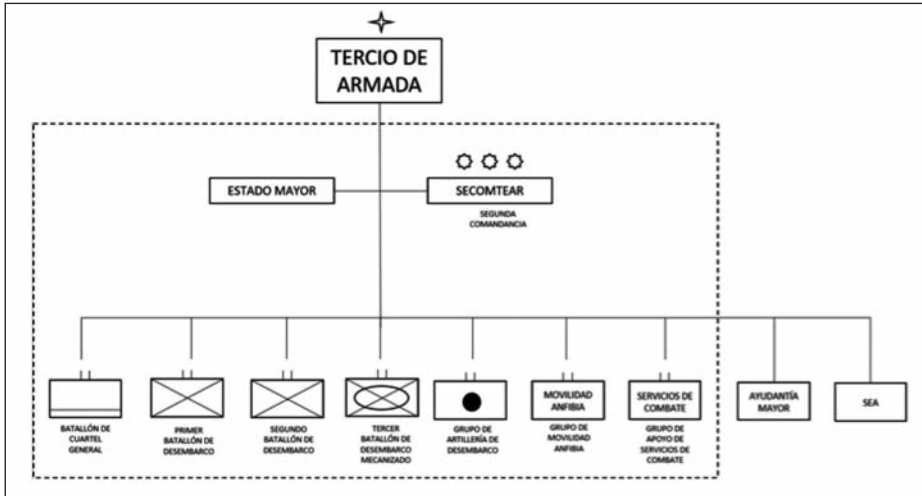 TERCIO DE
ARMADA
ESTADO MAYOR
SECOMTEAR
SEGUNDA
COMANDANCIA
BATALLÓN DE
CUARTEL
GENERAL
PRIMER
BATALLÓN DE
DESEMBARCO
SEGUNDO
BATALLÓN DE
DESEMBARCO
TERCER
BATALLÓN DE
DESEMBARCO
MECANIZADO
GRUPO DE
ARTILLERÍA DE
DESEMBARCO
MOVILIDAD
ANFIBIA
GRUPO DE
MOVILIDAD
ANFIBIA
SERVICIOS DE
COMBATE
GRUPO DE
APOYO DE
SERVICIOS DE
COMBATE
AYUDANTÍA
MAYOR
SEA